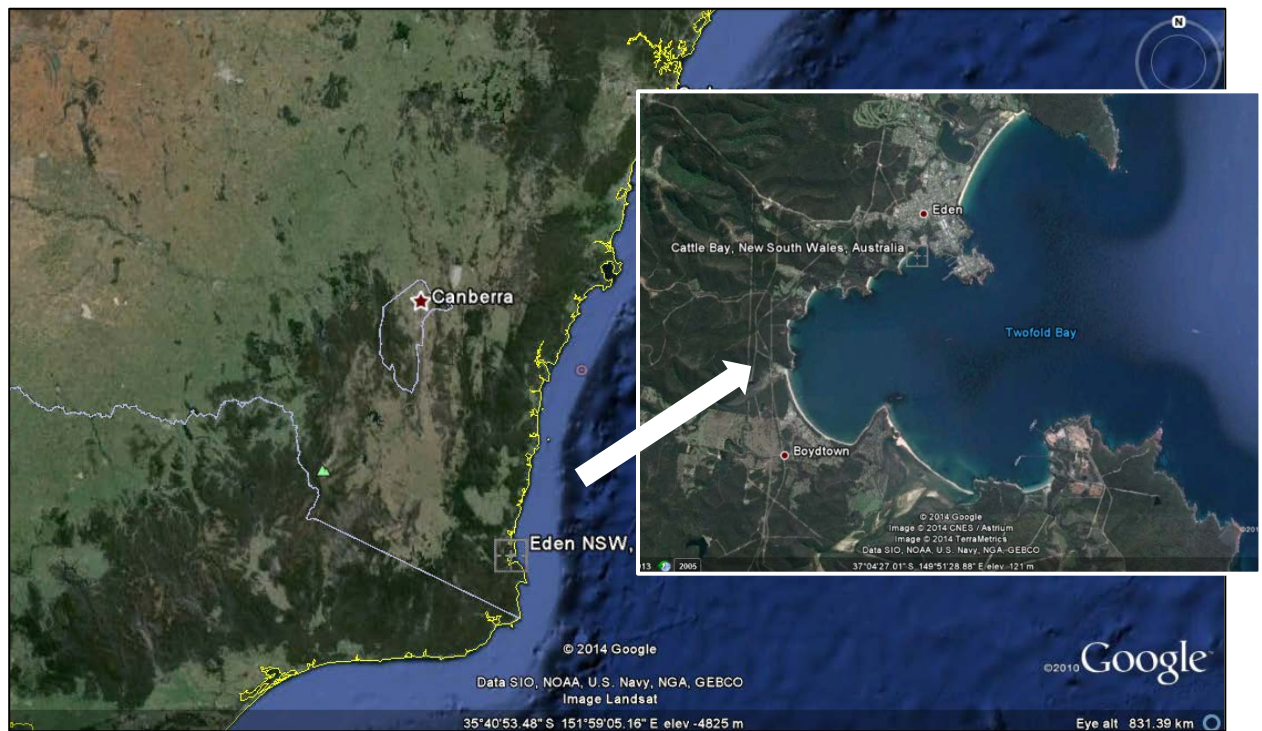 N
Canberra
Eden NSW,
Eden
Cattle Bay, New South Wales, Australia
Twofold Bay
Boydtown
© 2014 Google
Image © 2014 CNES / Astrium
Image © 2014 TerraMetrics
Data SIO, NOAA, U.S. Navy, NGA, GEBCO
2005
37°04'27.01" S 149°51'28.88" E elev 121 m
© 2014 Google
Data SIO, NOAA, U.S. Navy, NGA, GEBCO
Image Landsat
©2010 Google
35°40'53.48" S 151°59'05.16" E elev -4825 m
Eye alt 831.39 km